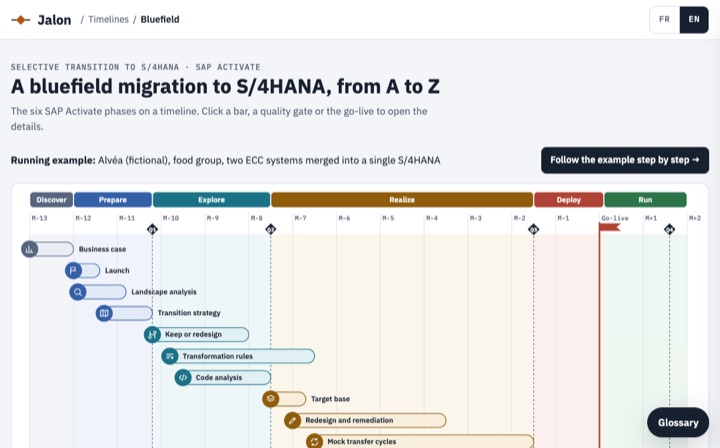 Jalon / Timelines / Bluefield
FR EN
SELECTIVE TRANSITION TO S/4HANA · SAP ACTIVATE
A bluefield migration to S/4HANA, from A to Z
The six SAP Activate phases on a timeline. Click a bar, a quality gate or the go-live to open the
details.
Running example: Alvéa (fictional), food group, two ECC systems merged into a single S/4HANA
Follow the example step by step →
Discover Prepare Explore Realize Deploy Run
M-13 M-12 M-11 M-10 M-9 M-8 M-7 M-6 M-5 M-4 M-3 M-2 M-1 Go-live M+1 M+2
Q1 Q2 Q3 Q4
Business case
Launch
Landscape analysis
Transition strategy
Keep or redesign
Transformation rules
Code analysis
Target base
Redesign and remediation
Mock transfer cycles
Glossary